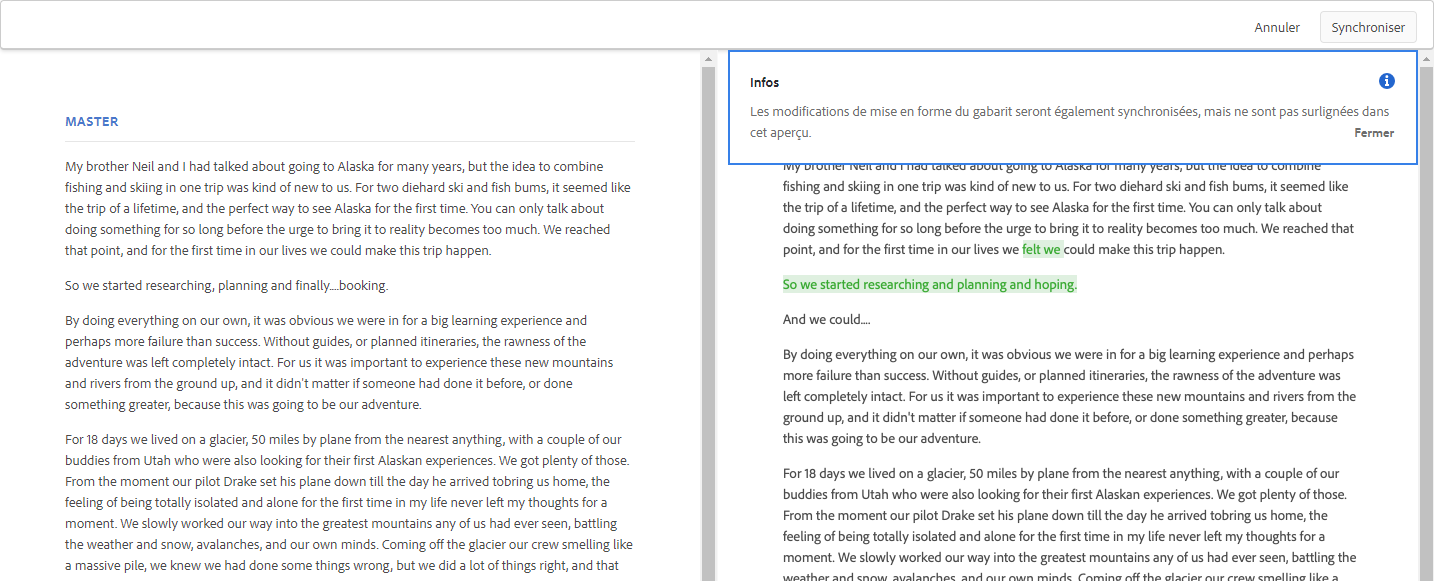 Annuler Synchroniser
MASTER
My brother Neil and I had talked about going to Alaska for many years, but the idea to combine
fishing and skiing in one trip was kind of new to us. For two diehard ski and fish bums, it seemed like
the trip of a lifetime, and the perfect way to see Alaska for the first time. You can only talk about
doing something for so long before the urge to bring it to reality becomes too much. We reached
that point, and for the first time in our lives we could make this trip happen.
So we started researching, planning and finally....booking.
By doing everything on our own, it was obvious we were in for a big learning experience and
perhaps more failure than success. Without guides, or planned itineraries, the rawness of the
adventure was left completely intact. For us it was important to experience these new mountains
and rivers from the ground up, and it didn't matter if someone had done it before, or done
something greater, because this was going to be our adventure.
For 18 days we lived on a glacier, 50 miles by plane from the nearest anything, with a couple of our
buddies from Utah who were also looking for their first Alaskan experiences. We got plenty of those.
From the moment our pilot Drake set his plane down till the day he arrived tobring us home, the
feeling of being totally isolated and alone for the first time in my life never left my thoughts for a
moment. We slowly worked our way into the greatest mountains any of us had ever seen, battling
the weather and snow, avalanches, and our own minds. Coming off the glacier our crew smelling like
a massive pile, we knew we had done some things wrong, but we did a lot of things right, and that
Infos
Les modifications de mise en forme du gabarit seront également synchronisées, mais ne sont pas surlignées dans
cet aperçu.
Fermer
My brother Neil and I had talked about going to Alaska for many years, but the idea to combine
fishing and skiing in one trip was kind of new to us. For two diehard ski and fish bums, it seemed like
the trip of a lifetime, and the perfect way to see Alaska for the first time. You can only talk about
doing something for so long before the urge to bring it to reality becomes too much. We reached that
point, and for the first time in our lives we felt we could make this trip happen.
So we started researching and planning and hoping.
And we could....
By doing everything on our own, it was obvious we were in for a big learning experience and perhaps
more failure than success. Without guides, or planned itineraries, the rawness of the adventure was
left completely intact. For us it was important to experience these new mountains and rivers from the
ground up, and it didn't matter if someone had done it before, or done something greater, because
this was going to be our adventure.
For 18 days we lived on a glacier, 50 miles by plane from the nearest anything, with a couple of our
buddies from Utah who were also looking for their first Alaskan experiences. We got plenty of those.
From the moment our pilot Drake set his plane down till the day he arrived tobring us home, the
feeling of being totally isolated and alone for the first time in my life never left my thoughts for a
moment. We slowly worked our way into the greatest mountains any of us had ever seen, battling the
weather and snow, avalanches, and our own minds. Coming off the glacier our crew smelling like a